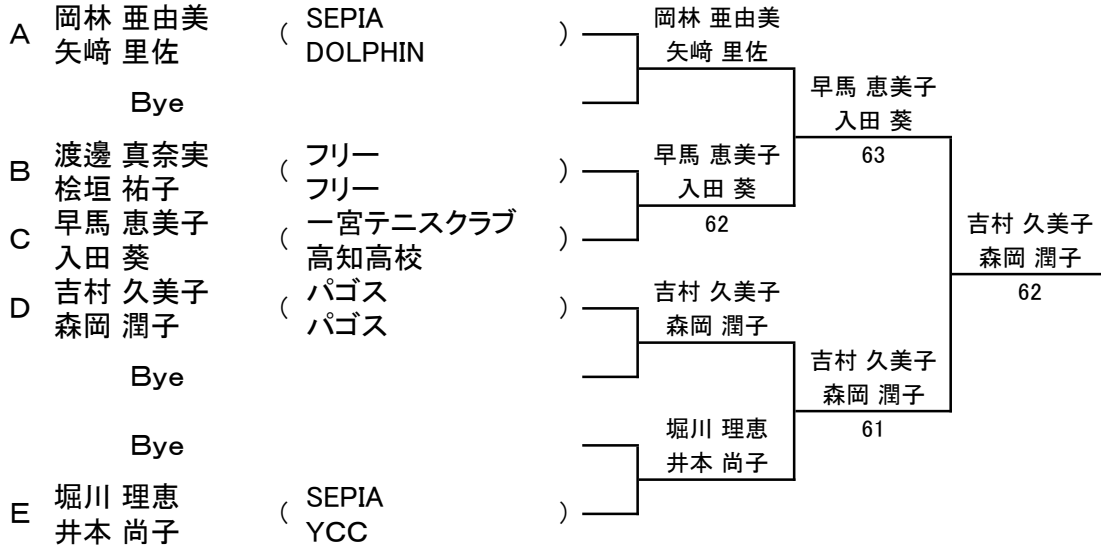 A 岡林 亜由美 ( SEPIA )
矢﨑 里佐 DOLPHIN
Bye
B 渡邊 真奈実 ( フリー )
桧垣 祐子 フリー
C 早馬 恵美子 ( 一宮テニスクラブ )
入田 葵 高知高校
D 吉村 久美子 ( パゴス )
森岡 潤子 パゴス
Bye
Bye
E 堀川 理恵 ( SEPIA )
井本 尚子 YCC
岡林 亜由美
矢﨑 里佐
早馬 恵美子
入田 葵
62
吉村 久美子
森岡 潤子
堀川 理恵
井本 尚子
早馬 恵美子
入田 葵
63
吉村 久美子
森岡 潤子
61
吉村 久美子
森岡 潤子
62